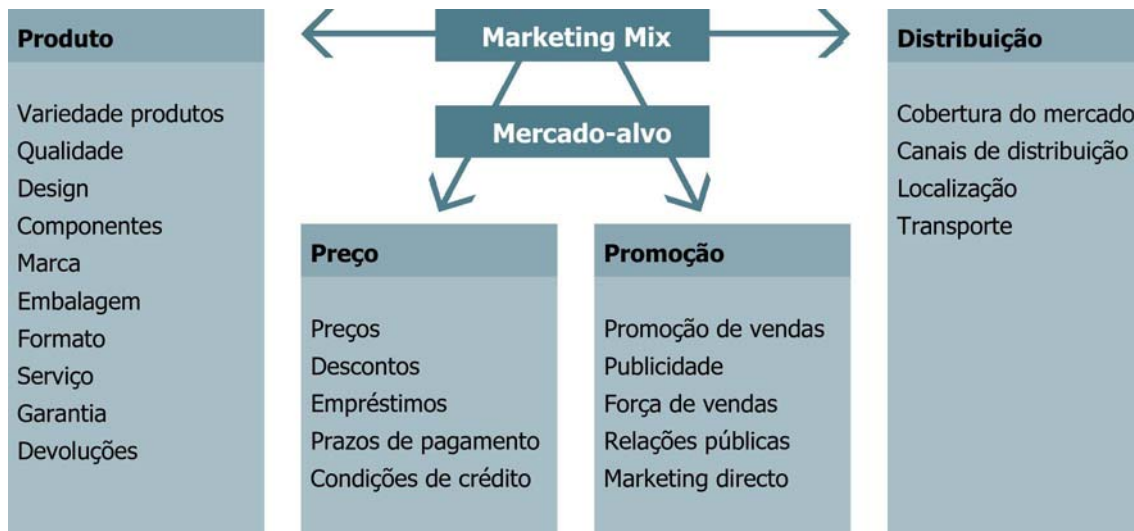 Marketing Mix
Mercado-alvo
Produto
Variedade produtos
Qualidade
Design
Componentes
Marca
Embalagem
Formato
Serviço
Garantia
Devoluções
Preço
Preços
Descontos
Empréstimos
Prazos de pagamento
Condições de crédito
Promoção
Promoção de vendas
Publicidade
Força de vendas
Relações públicas
Marketing directo
Distribuição
Cobertura do mercado
Canais de distribuição
Localização
Transporte